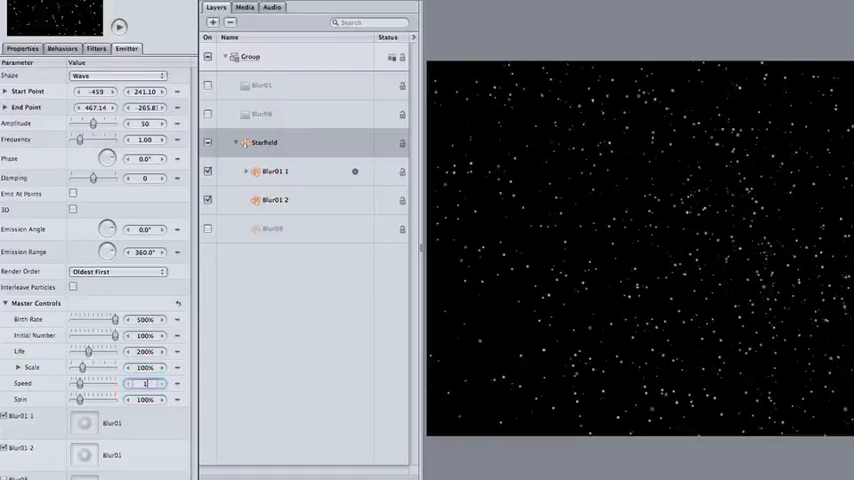 Properties Behaviors Filters Emitter
Parameter Value
Shape Wave
Start Point -459 241.10
End Point 467.14 -265.8
Amplitude 50
Frequency 1.00
Phase 0.0°
Damping 0
Emit At Points
3D
Emission Angle 0.0°
Emission Range 360.0°
Render Order Oldest First
Interleave Particles
Master Controls
Birth Rate 500%
Initial Number 100%
Life 200%
Scale 100%
Speed 1
Spin 100%
Blur01 1
Blur01
Blur01 2
Blur01
Layers Media Audio
Search
On Name Status
Group
Blur01
Starfield
Blur01 1
Blur01 2